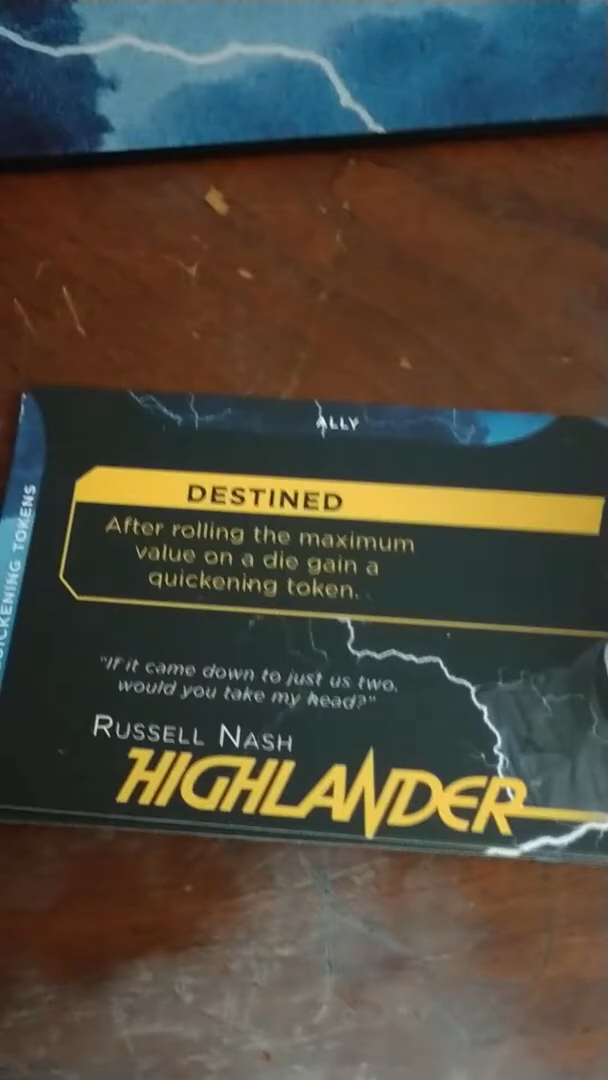 ALLY
DESTINED
After rolling the maximum
value on a die gain a
quickening token.
"If it came down to just us two,
would you take my head?"
RUSSELL NASH
HIGHLANDER
TOKENS